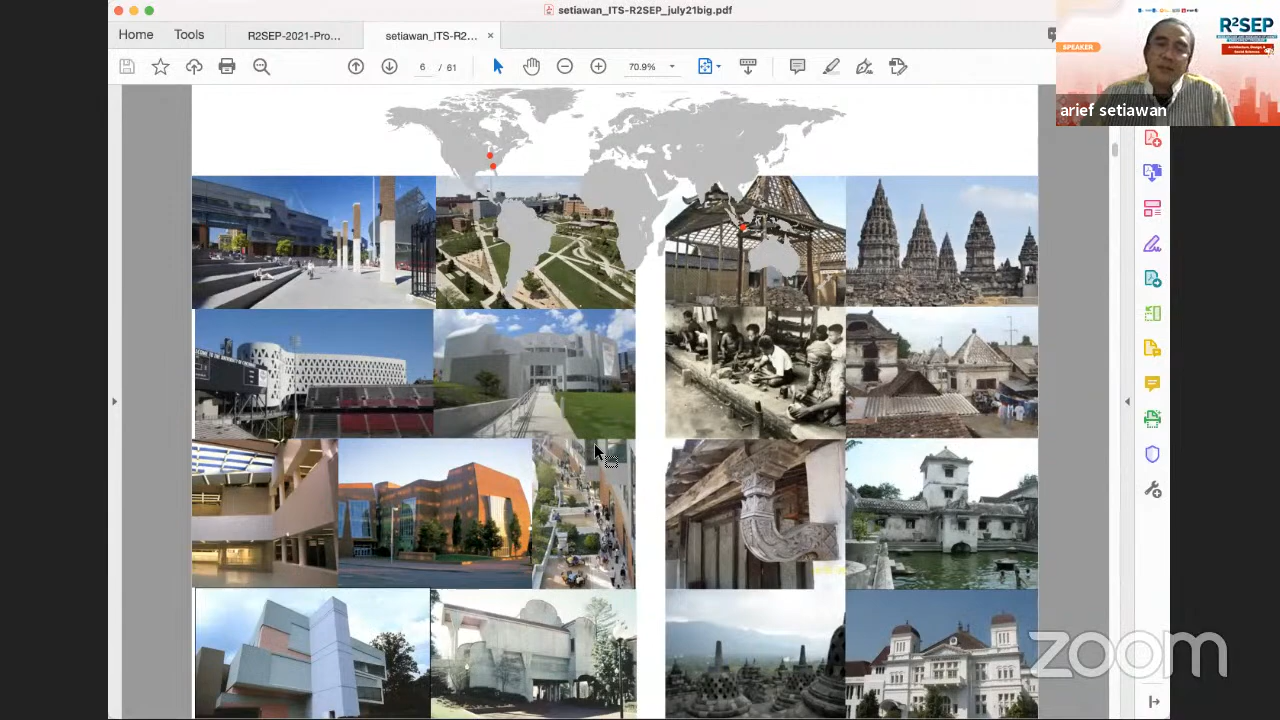 setiawan_ITS-R2SEP_july21big.pdf
Home
Tools
R2SEP-2021-Pro...
setiawan_ITS-R2...
6 / 61
70.9%
SPEAKER
R²SEP
arief setiawan
zoom